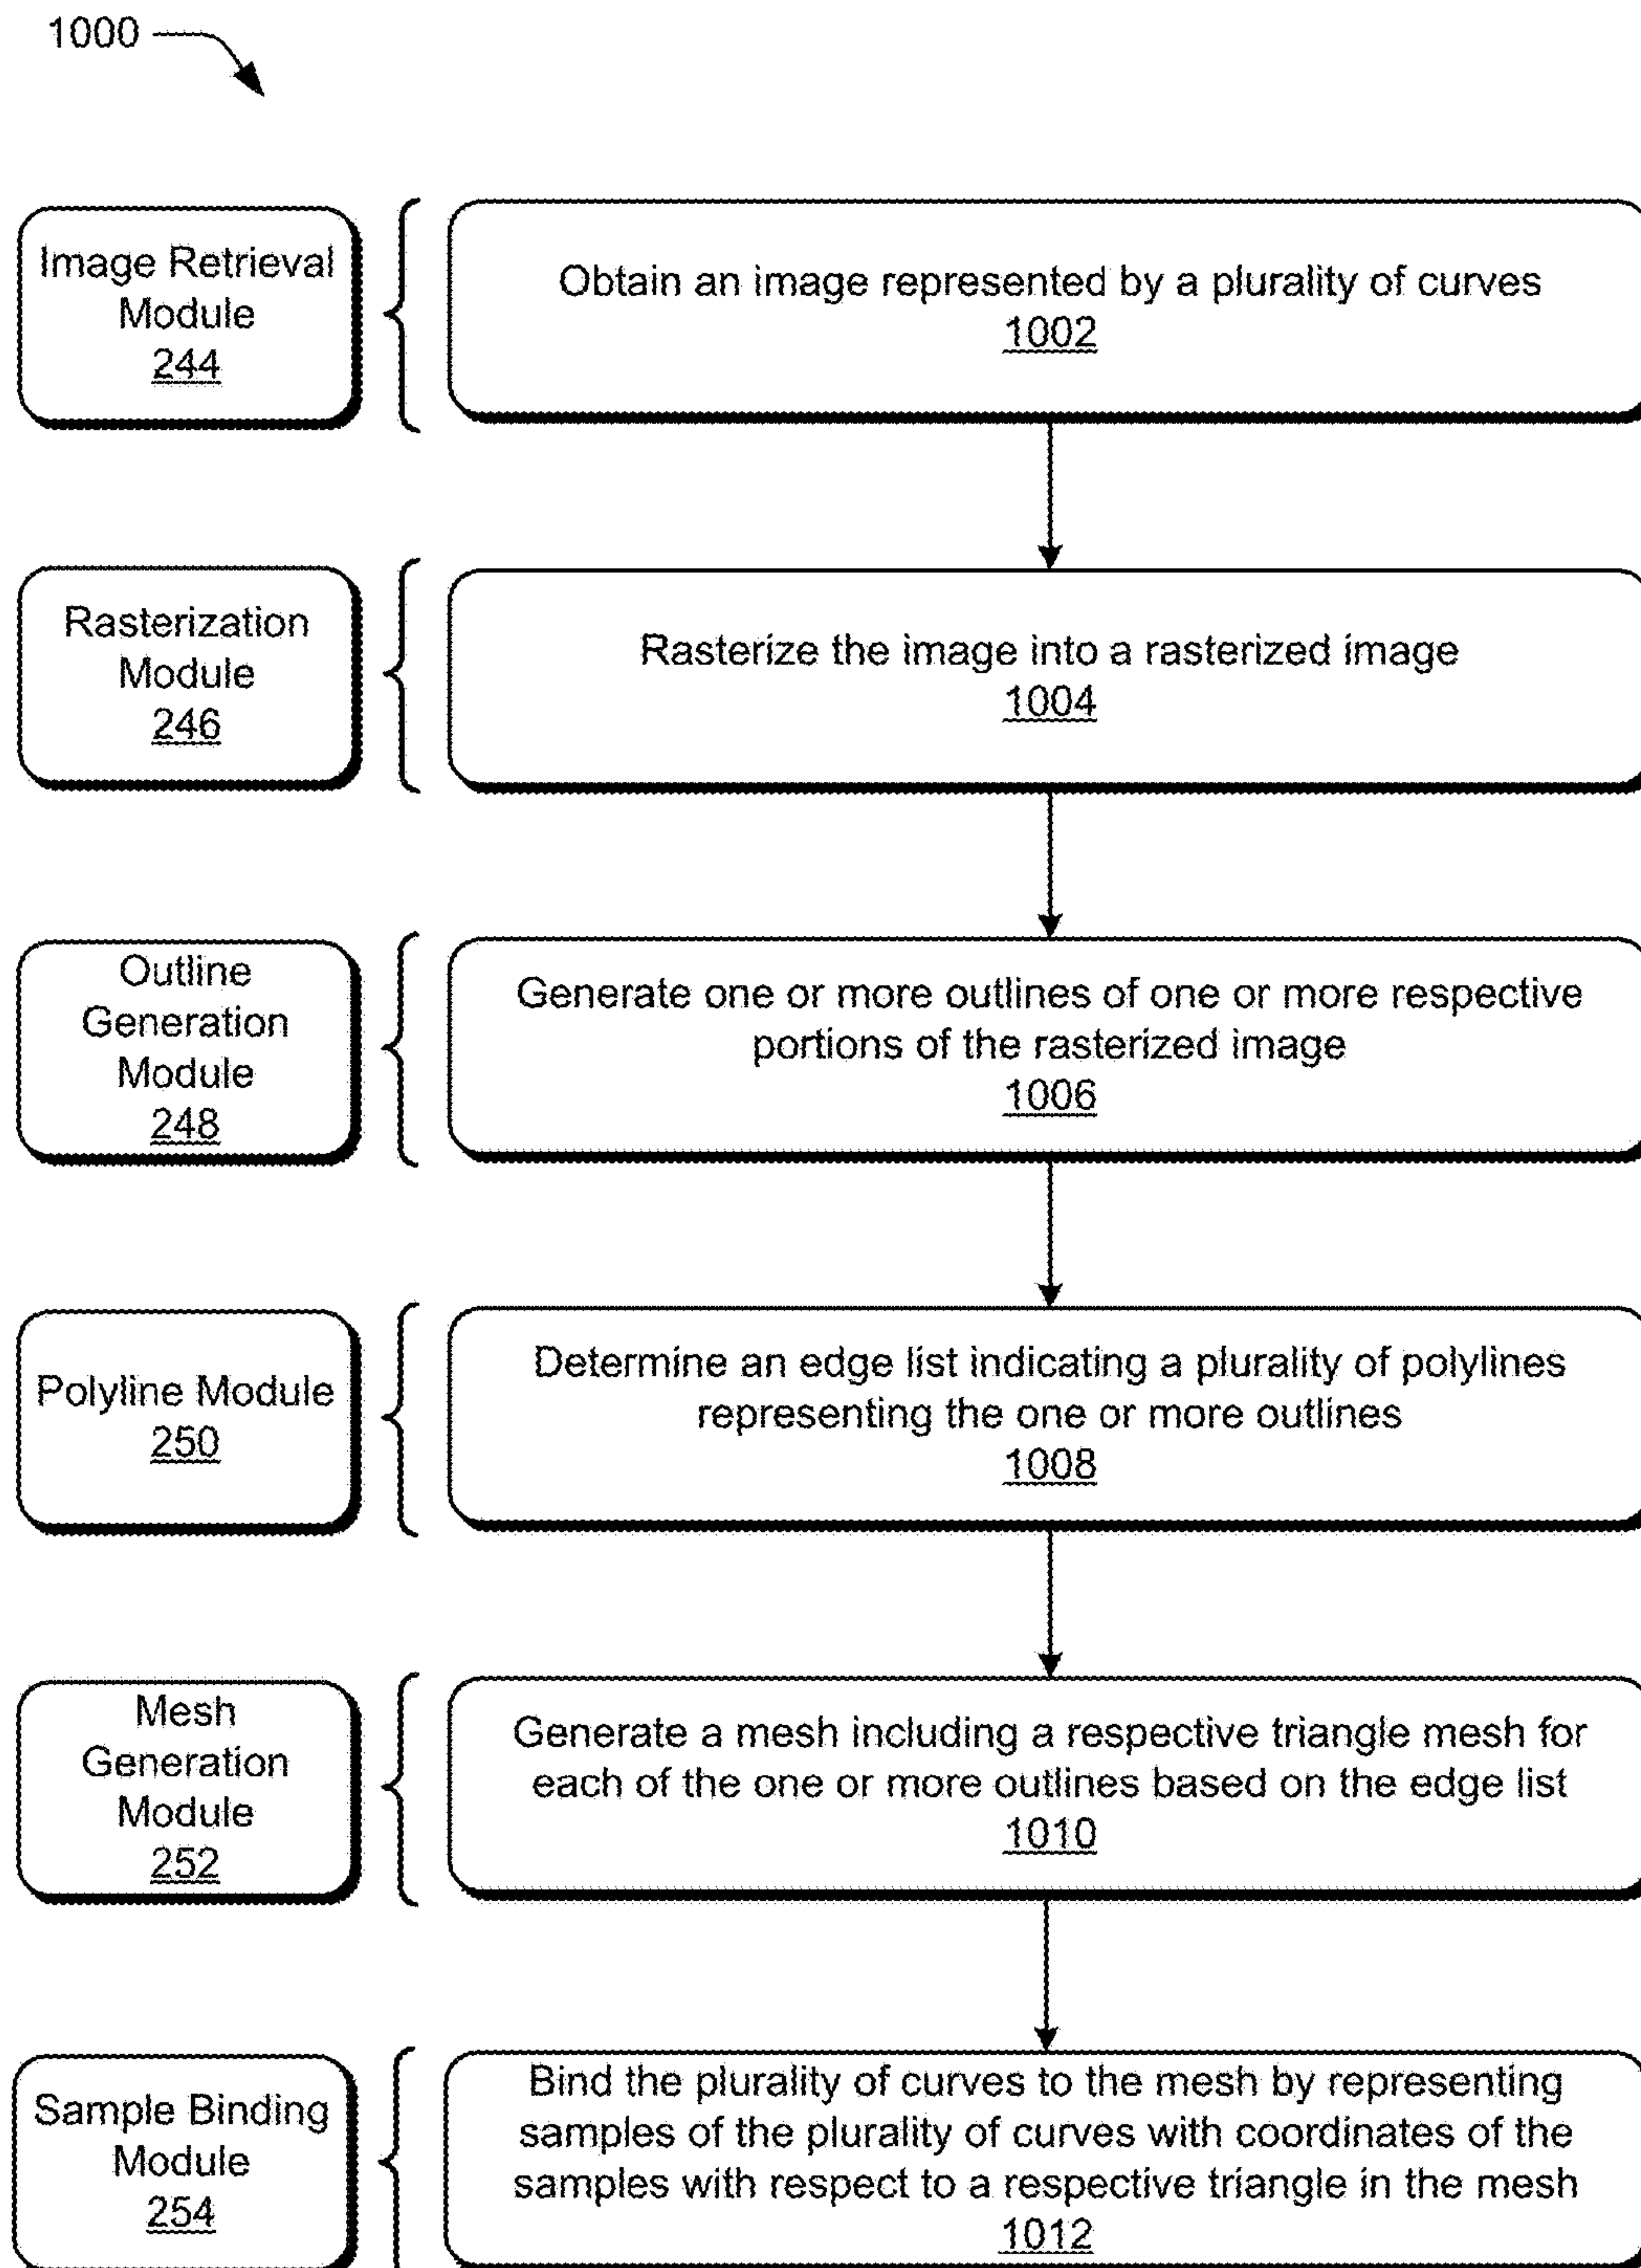 1000
Image Retrieval
Module
244
Obtain an image represented by a plurality of curves
1002
Rasterization
Module
246
Rasterize the image into a rasterized image
1004
Outline
Generation
Module
248
Generate one or more outlines of one or more respective
portions of the rasterized image
1006
Polyline Module
250
Determine an edge list indicating a plurality of polylines
representing the one or more outlines
1008
Mesh
Generation
Module
252
Generate a mesh including a respective triangle mesh for
each of the one or more outlines based on the edge list
1010
Sample Binding
Module
254
Bind the plurality of curves to the mesh by representing
samples of the plurality of curves with coordinates of the
samples with respect to a respective triangle in the mesh
1012